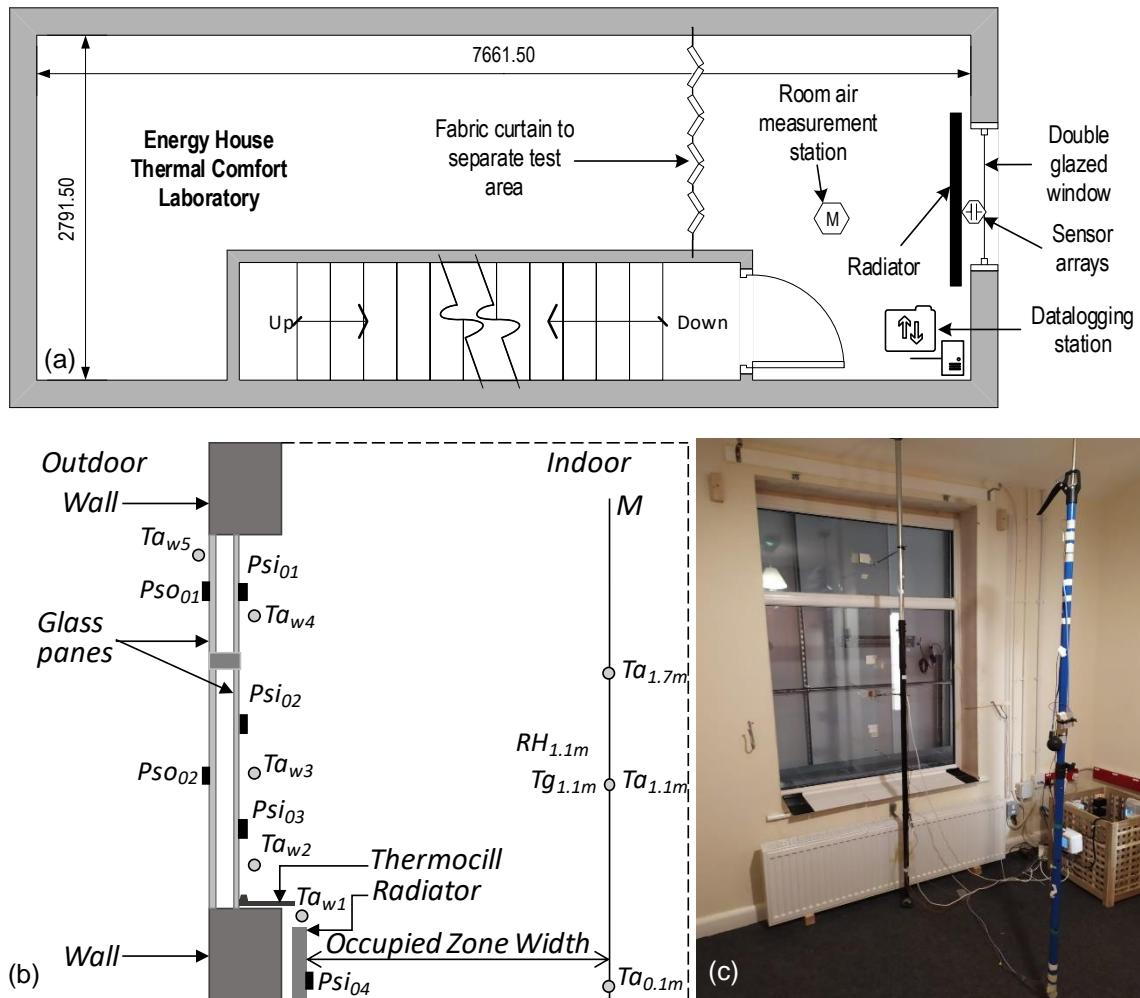 7661.50
2791.50
Energy House
Thermal Comfort
Laboratory
Fabric curtain to
separate test
area
Room air
measurement
station
M
Double
glazed
window
Radiator
Sensor
arrays
Up
Down
Datalogging
station
(a)
Outdoor
Indoor
Wall
M
Ta_w5
Psi_01
Pso_01
Ta_w4
Glass
panes
Ta_1.7m
Psi_02
RH_1.1m
Pso_02
Ta_w3
Tg_1.1m
Ta_1.1m
Psi_03
Ta_w2
Thermocill
Radiator
Ta_w1
Occupied Zone Width
Wall
(b)
Psi_04
Ta_0.1m
(c)